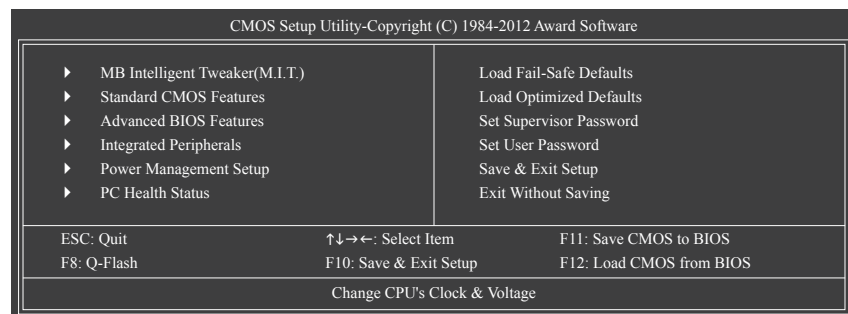 CMOS Setup Utility-Copyright (C) 1984-2012 Award Software
MB Intelligent Tweaker(M.I.T.)
Standard CMOS Features
Advanced BIOS Features
Integrated Peripherals
Power Management Setup
PC Health Status
Load Fail-Safe Defaults
Load Optimized Defaults
Set Supervisor Password
Set User Password
Save & Exit Setup
Exit Without Saving
ESC: Quit ↑↓→←: Select Item F11: Save CMOS to BIOS
F8: Q-Flash F10: Save & Exit Setup F12: Load CMOS from BIOS
Change CPU's Clock & Voltage